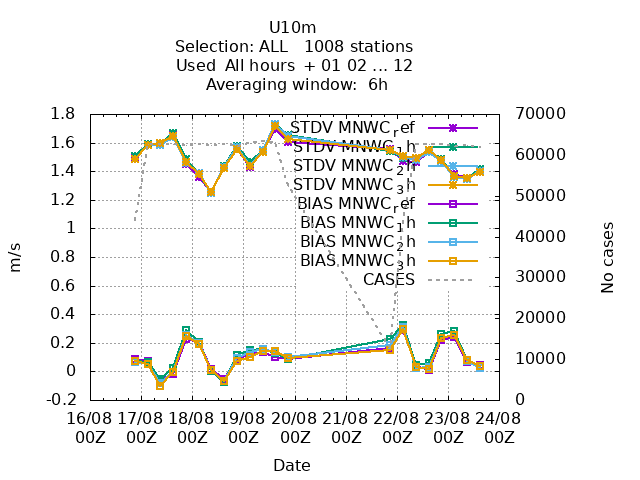 U10m
Selection: ALL 1008 stations
Used All hours + 01 02 ... 12
Averaging window: 6h
1.8
1.6
1.4
1.2
1
0.8
0.6
0.4
0.2
0
-0.2
70000
60000
50000
40000
30000
20000
10000
0
m/s
No cases
STDV MNWC_ref
STDV MNWC_1h
STDV MNWC_2h
STDV MNWC_3h
BIAS MNWC_ref
BIAS MNWC_1h
BIAS MNWC_2h
BIAS MNWC_3h
CASES
16/08 17/08 18/08 19/08 20/08 21/08 22/08 23/08 24/08
00Z 00Z 00Z 00Z 00Z 00Z 00Z 00Z 00Z
Date